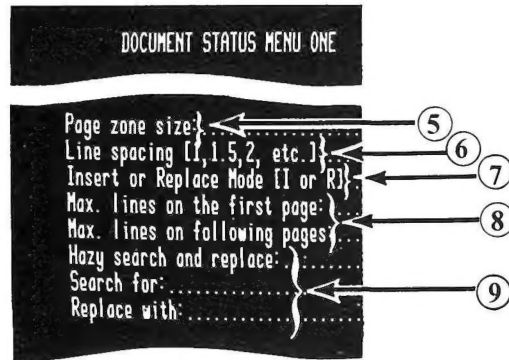 DOCUMENT STATUS MENU ONE
Page zone size:.................... 5
Line spacing [1,1.5,2, etc.] 6
Insert or Replace Mode [I or R] 7
Max. lines on the first page:
Max. lines on following pages 8
Hazy search and replace:..........
Search for:........................ 9
Replace with:......................